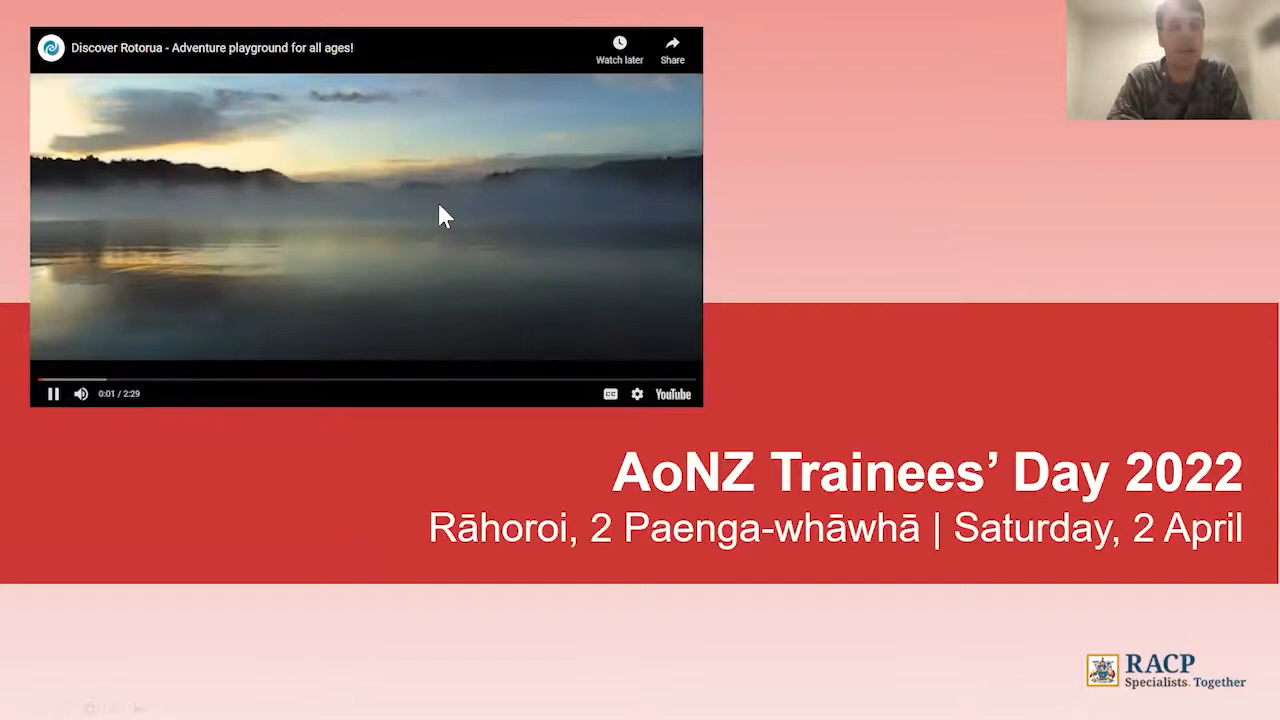 Discover Rotorua - Adventure playground for all ages!
Watch later
Share
0:01 / 2:29
CC
YouTube
AoNZ Trainees’ Day 2022
Rāhoroi, 2 Paenga-whāwhā | Saturday, 2 April
RACP
Specialists. Together